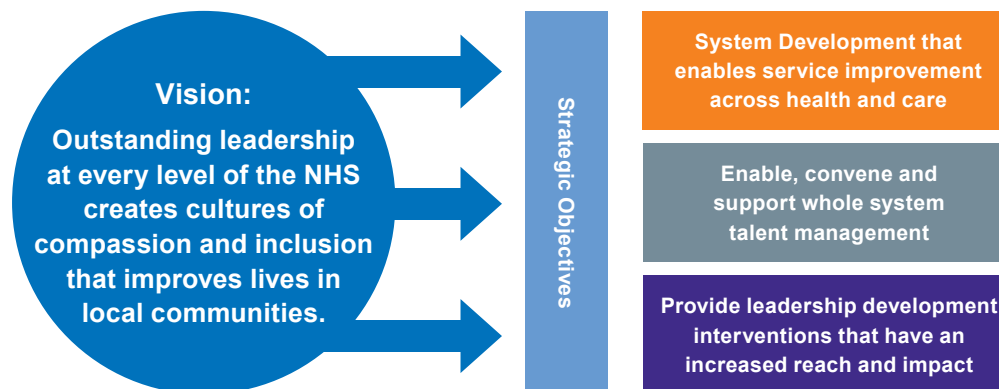 Vision:
Outstanding leadership
at every level of the NHS
creates cultures of
compassion and inclusion
that improves lives in
local communities.
Strategic Objectives
System Development that
enables service improvement
across health and care
Enable, convene and
support whole system
talent management
Provide leadership development
interventions that have an
increased reach and impact